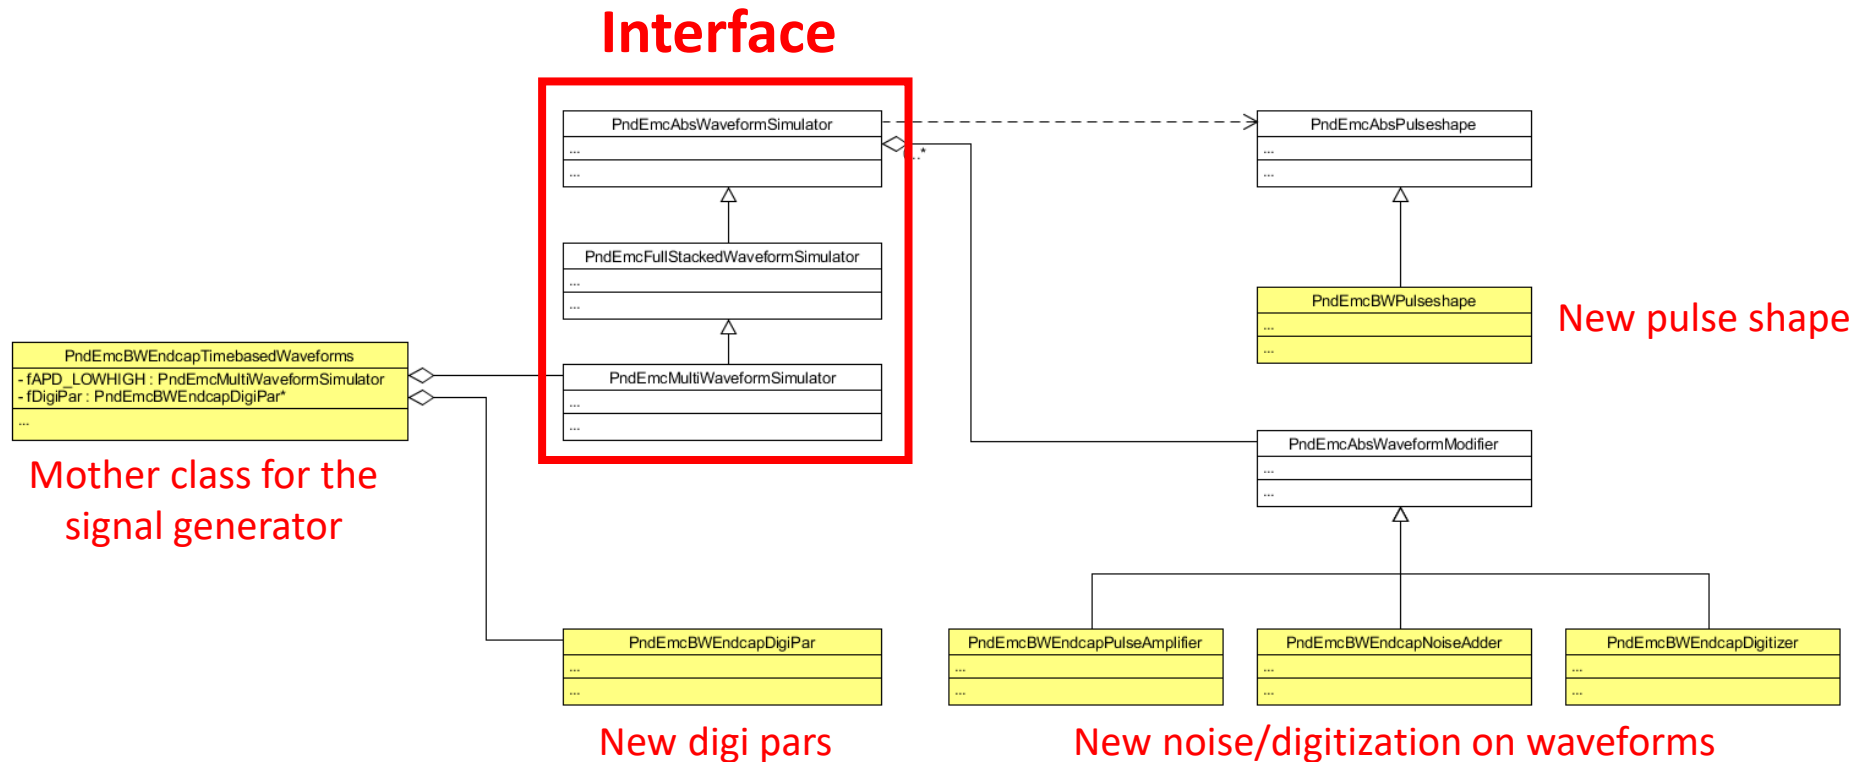 Interface
PndEmcAbsWaveformSimulator
...
...
..*
PndEmcAbsPulseshape
...
...
PndEmcFullStackedWaveformSimulator
...
...
PndEmcBWPulseshape
...
...
New pulse shape
PndEmcBWEndcapTimebasedWaveforms
- fAPD_LOWHIGH : PndEmcMultiWaveformSimulator
- fDigiPar : PndEmcBWEndcapDigiPar*
...
PndEmcMultiWaveformSimulator
...
...
Mother class for the
signal generator
PndEmcAbsWaveformModifier
...
...
PndEmcBWEndcapDigiPar
...
...
PndEmcBWEndcapPulseAmplifier
...
...
PndEmcBWEndcapNoiseAdder
...
...
PndEmcBWEndcapDigitizer
...
...
New digi pars
New noise/digitization on waveforms